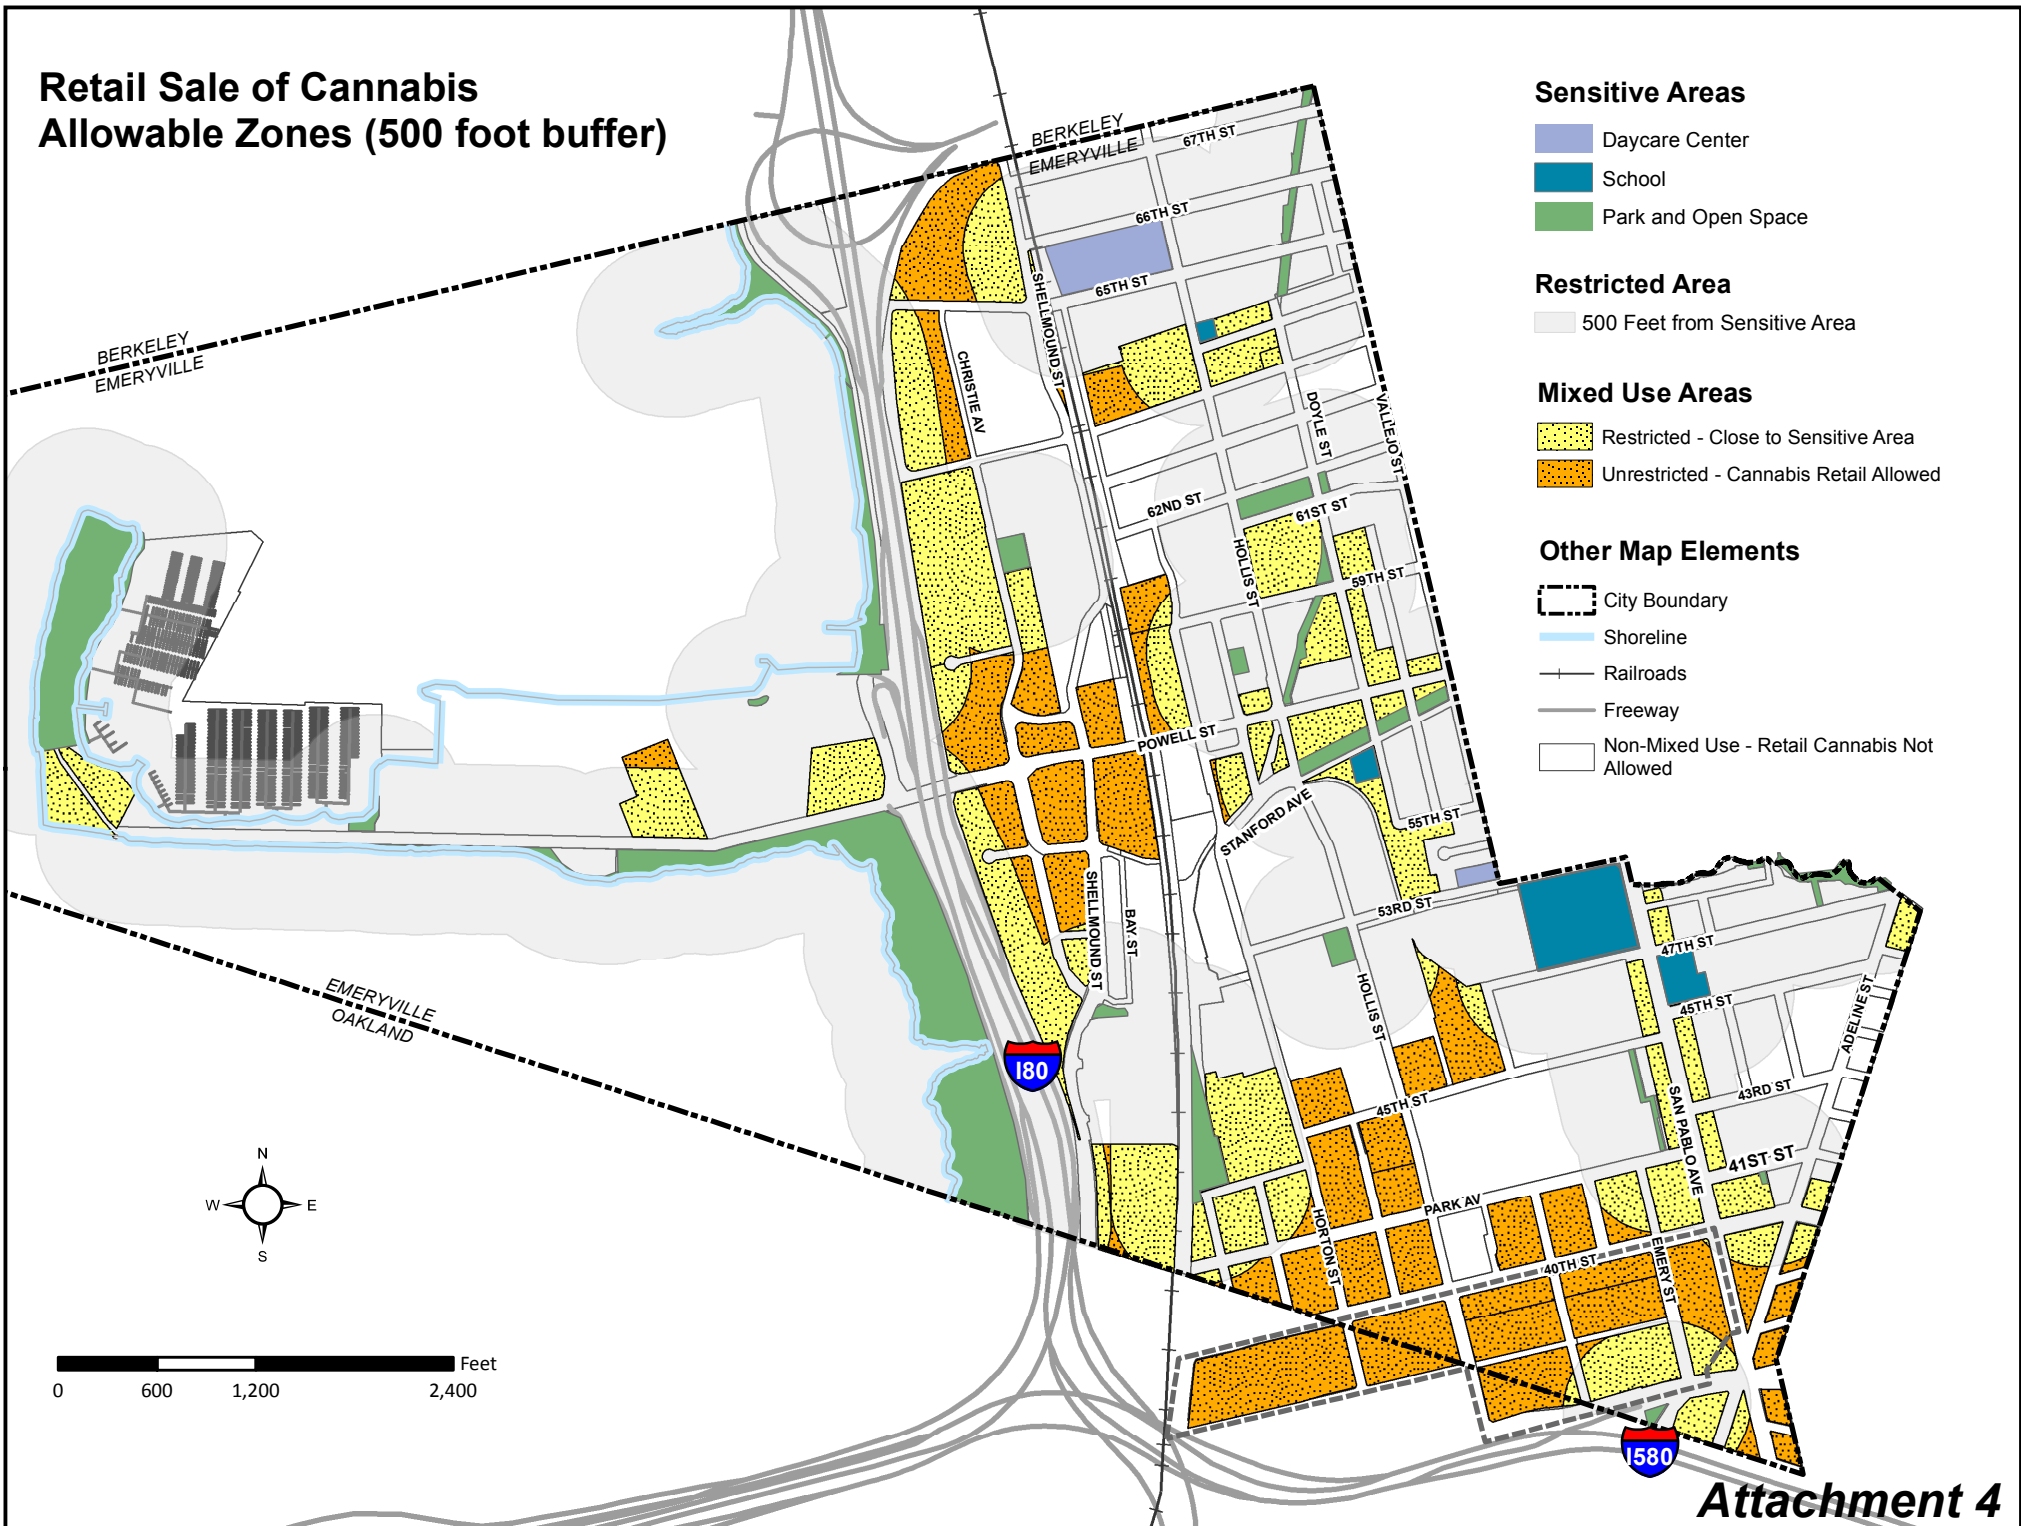 Retail Sale of Cannabis
Allowable Zones (500 foot buffer)
Sensitive Areas
Daycare Center
School
Park and Open Space
Restricted Area
500 Feet from Sensitive Area
Mixed Use Areas
Restricted - Close to Sensitive Area
Unrestricted - Cannabis Retail Allowed
Other Map Elements
City Boundary
Shoreline
Railroads
Freeway
Non-Mixed Use - Retail Cannabis Not
Allowed
BERKELEY
EMERYVILLE
67TH ST
66TH ST
65TH ST
SHELLMOUND ST
CHRISTIE AV
BERKELEY
EMERYVILLE
DOYLE ST
VALLEJO ST
62ND ST
61ST ST
HOLLIS ST
59TH ST
POWELL ST
STANFORD AVE
55TH ST
53RD ST
SHELLMOUND ST
BAY ST
47TH ST
45TH ST
HOLLIS ST
ADELINE ST
EMERYVILLE
OAKLAND
I80
45TH ST
43RD ST
SAN PABLO AVE
41ST ST
PARK AV
HORTON ST
40TH ST
EMERY ST
N
W
E
S
Feet
0
600
1,200
2,400
I580
Attachment 4